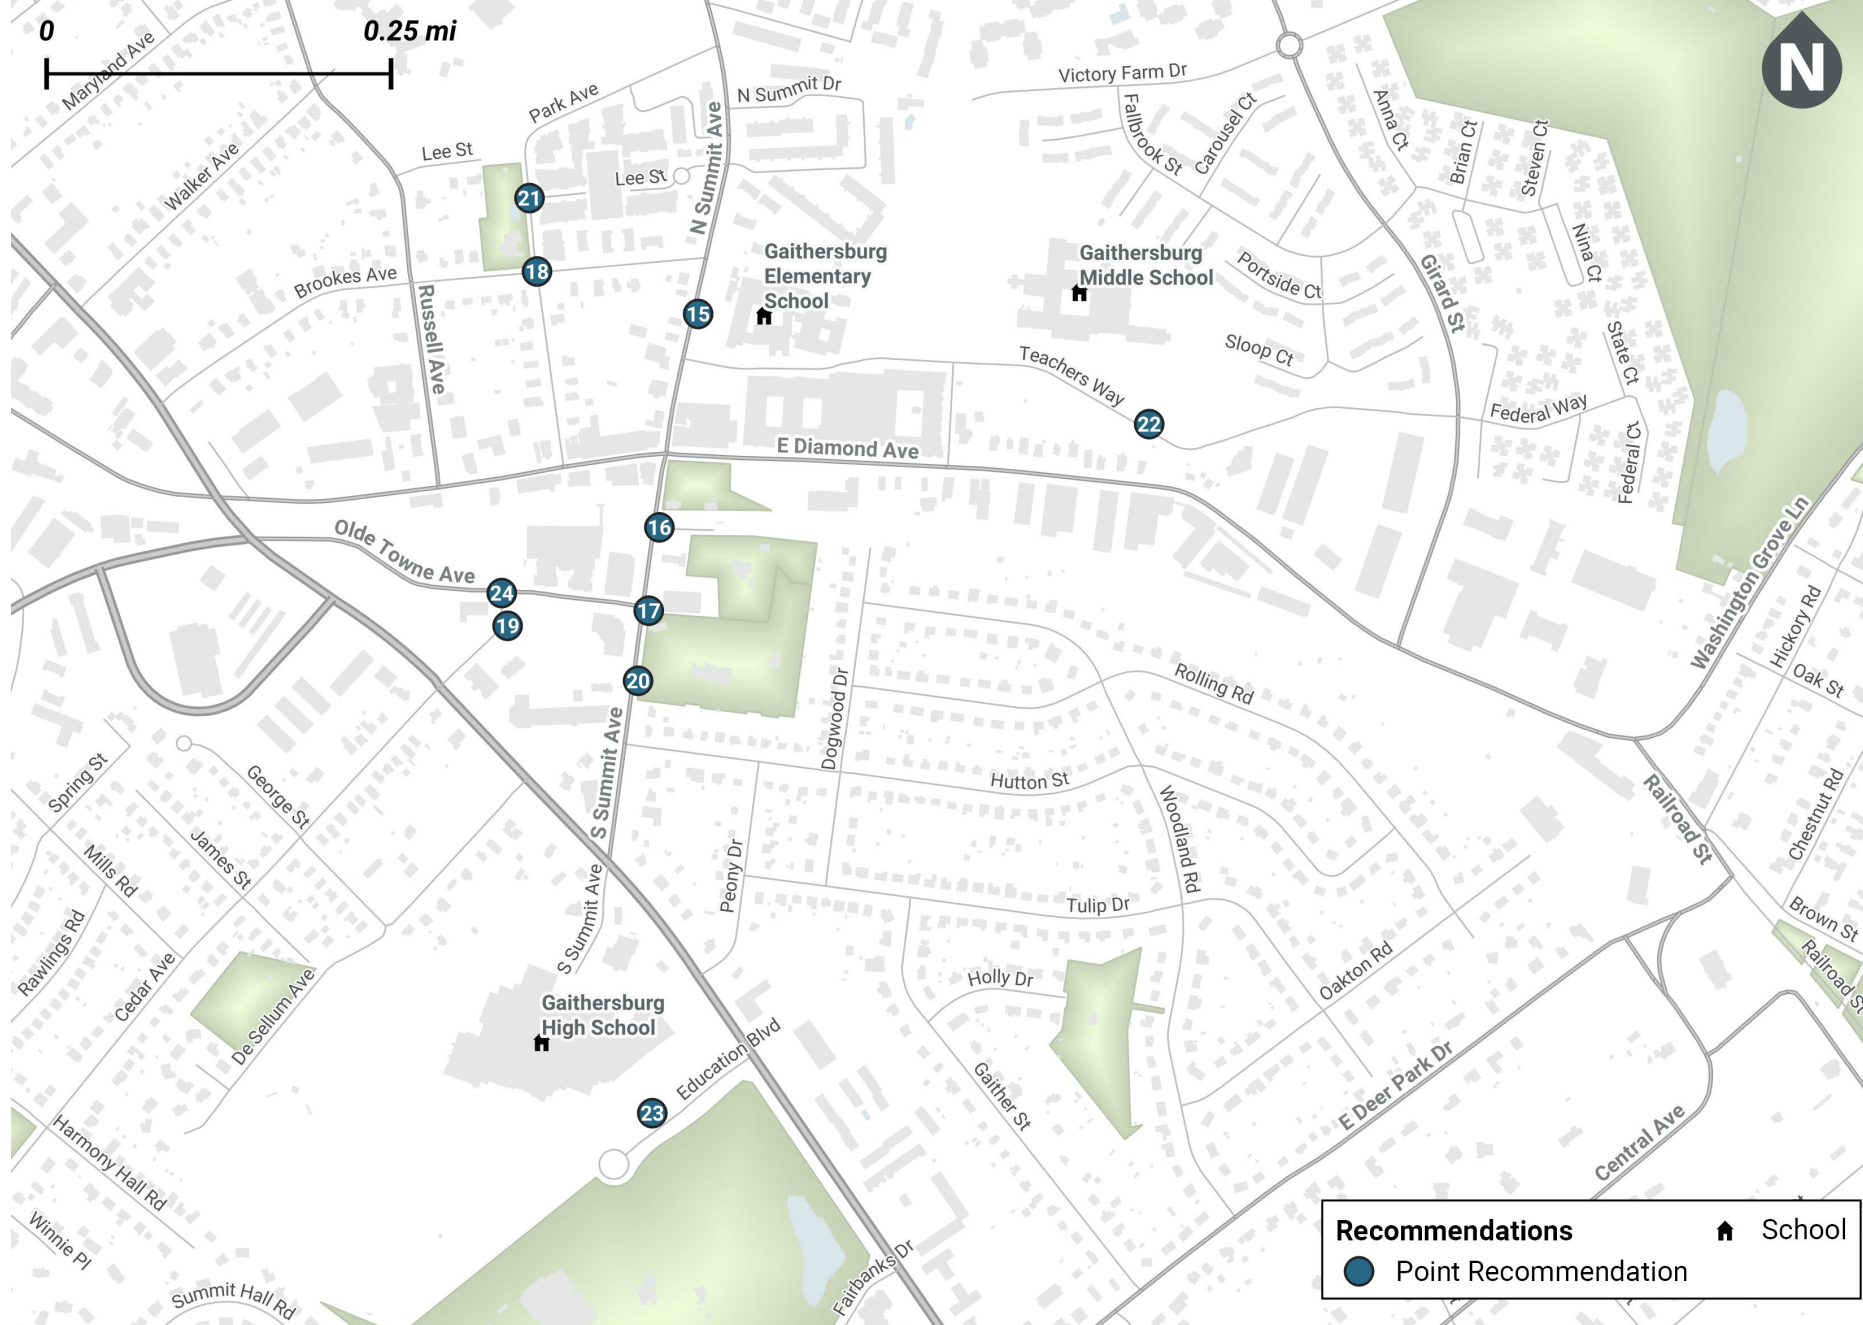 0
0.25 mi
N
Maryland Ave
Park Ave
N Summit Dr
Victory Farm Dr
Walker Ave
Lee St
Lee St
N Summit Ave
Fallbrook St
Carousel Ct
Anna Ct
Brian Ct
Steven Ct
Nina Ct
21
18
15
Gaithersburg
Elementary
School
Gaithersburg
Middle School
Brookes Ave
Russell Ave
Portside Ct
Girard St
Sloop Ct
State Ct
Teachers Way
22
Federal Way
Federal Ct
E Diamond Ave
Olde Towne Ave
16
24
17
19
20
Washington Grove Ln
Hickory Rd
Oak St
Rolling Rd
Dogwood Dr
S Summit Ave
Hutton St
Woodland Rd
Railroad St
Chestnut Rd
Spring St
George St
James St
Mills Rd
Peony Dr
Tulip Dr
S Summit Ave
Brown St
Railroad St
Rawlings Rd
Cedar Ave
De Sellum Ave
Holly Dr
Oakton Rd
Gaithersburg
High School
Education Blvd
23
Gaither St
E Deer Park Dr
Central Ave
Harmony Hall Rd
Winnie Pl
Summit Hall Rd
Fairbanks Dr
Recommendations
School
Point Recommendation